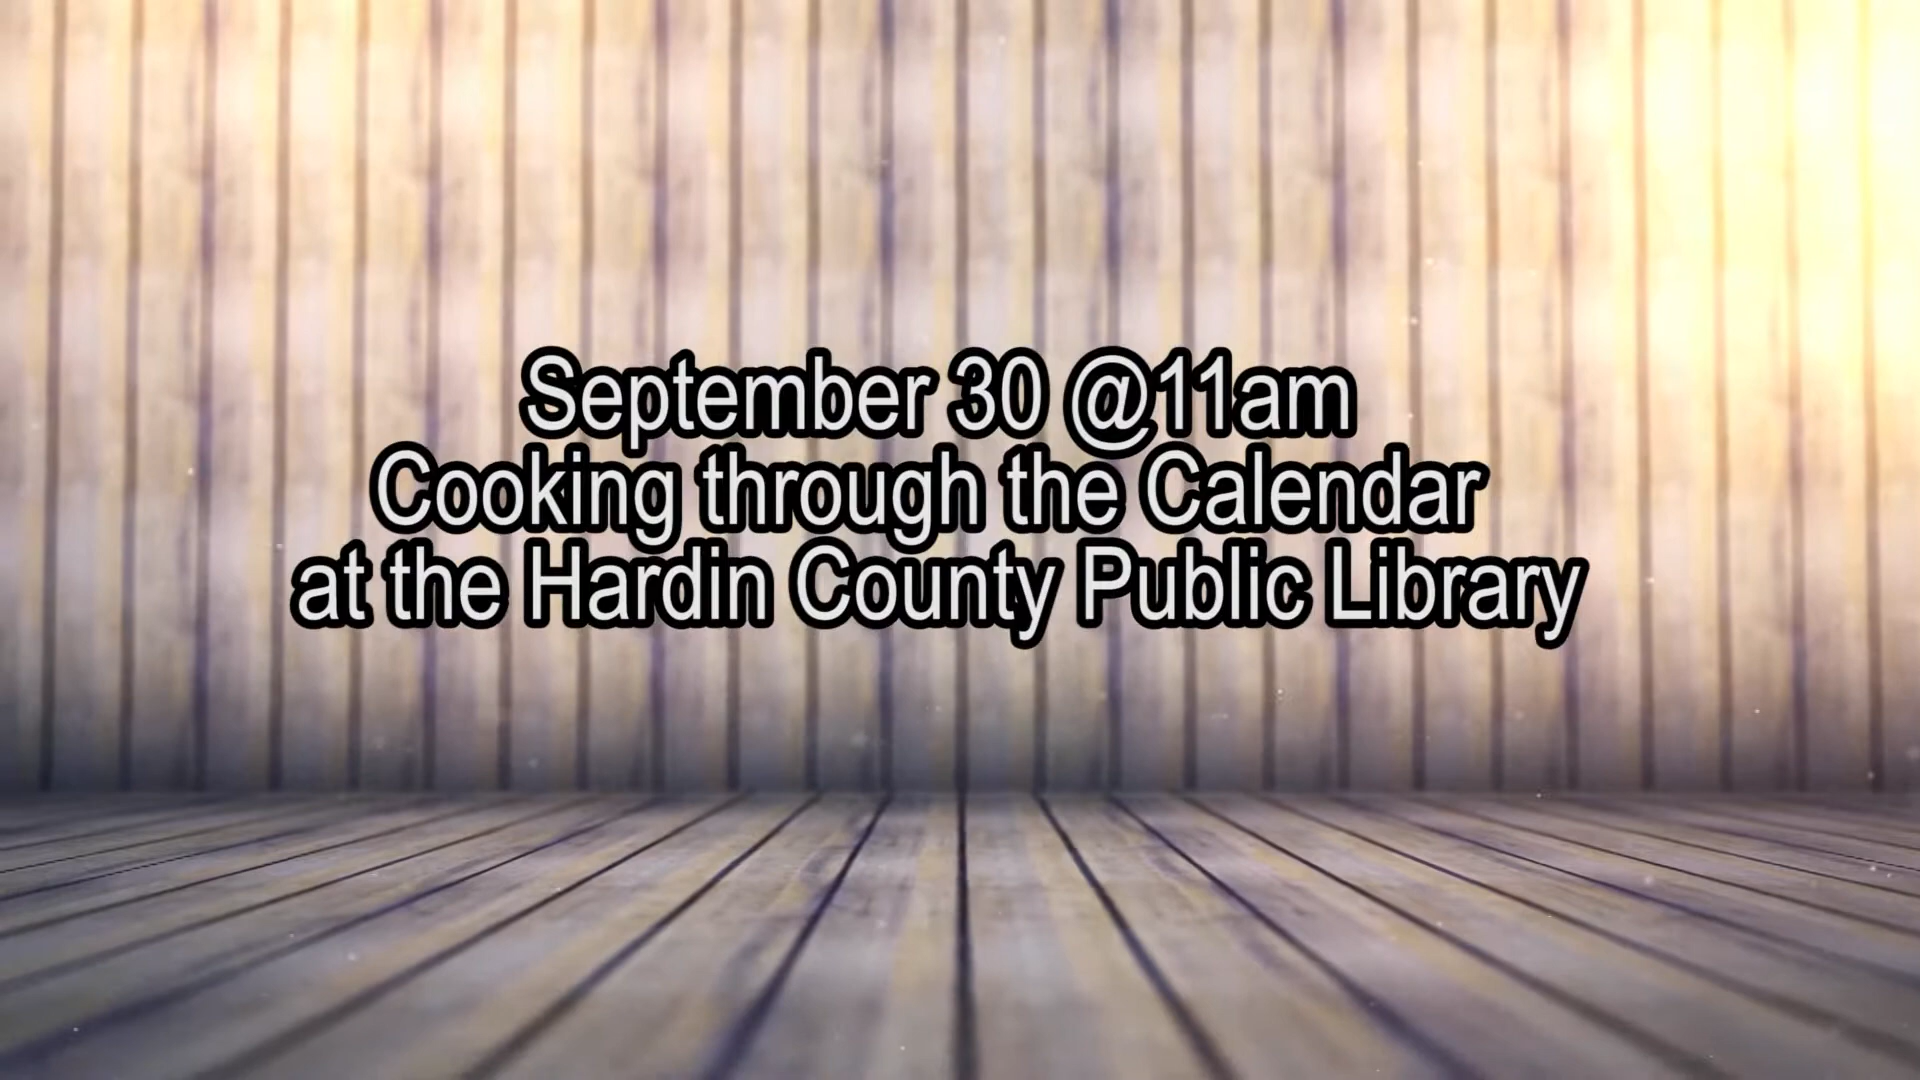 September 30 @11am
Cooking through the Calendar
at the Hardin County Public Library